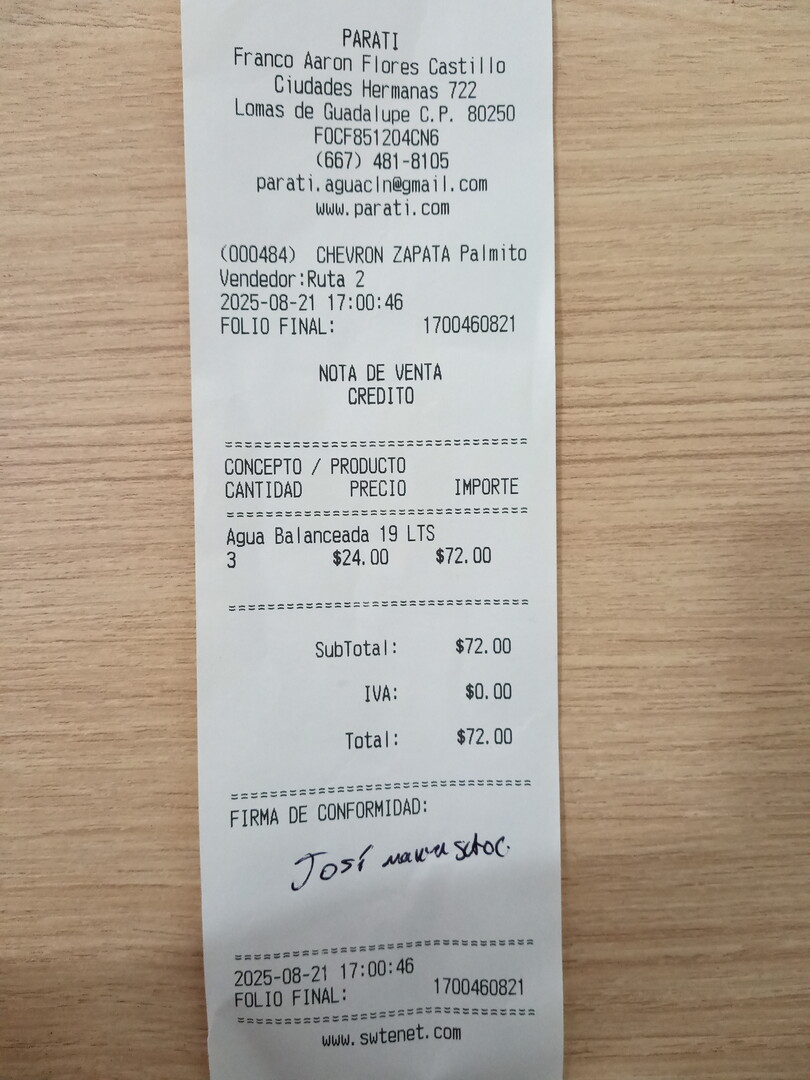 PARATI
Franco Aaron Flores Castillo
Ciudades Hermanas 722
Lomas de Guadalupe C.P. 80250
FOCF851204CN6
(667) 481-8105
parati.aguacln@gmail.com
www.parati.com
(000484) CHEVRON ZAPATA Palmito
Vendedor:Ruta 2
2025-08-21 17:00:46
FOLIO FINAL: 1700460821
NOTA DE VENTA
CREDITO
==============================
CONCEPTO / PRODUCTO
CANTIDAD PRECIO IMPORTE
==============================
Agua Balanceada 19 LTS
3 $24.00 $72.00
==============================
SubTotal: $72.00
IVA: $0.00
Total: $72.00
==============================
FIRMA DE CONFORMIDAD:
José
==============================
2025-08-21 17:00:46
FOLIO FINAL: 1700460821
==============================
www.swtenet.com